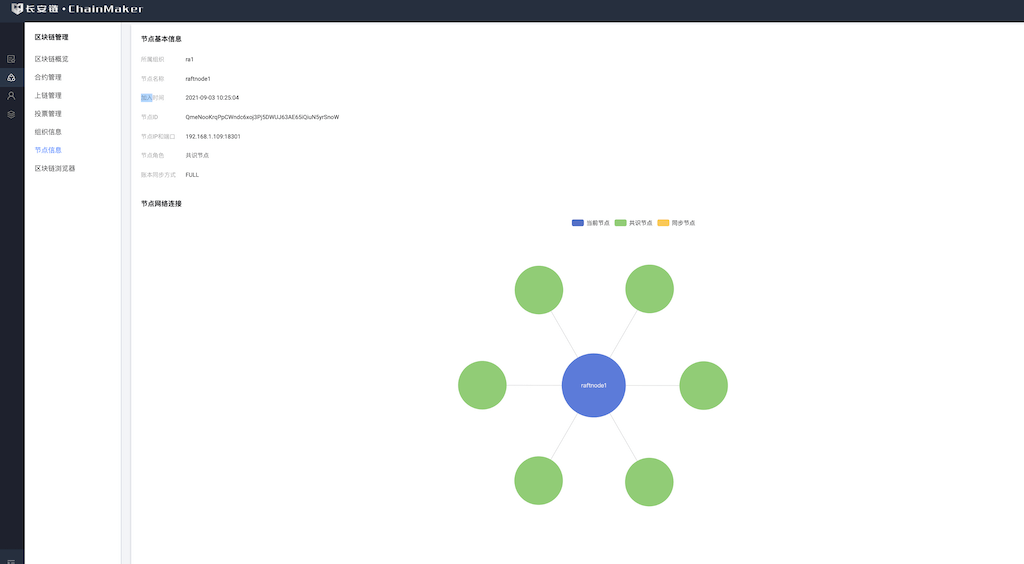 长安链·ChainMaker
区块链管理
区块链概览
合约管理
上链管理
投票管理
组织信息
节点信息
区块链浏览器
节点基本信息
所属组织 ra1
节点名称 raftnode1
加入时间 2021-09-03 10:25:04
节点ID QmeNooKrqPpCWndc6xoj3Pj5DWUJ63AE65iQiuN5yrSnoW
节点IP和端口 192.168.1.109:18301
节点角色 共识节点
账本同步方式 FULL
节点网络连接
当前节点 共识节点 同步节点
raftnode1